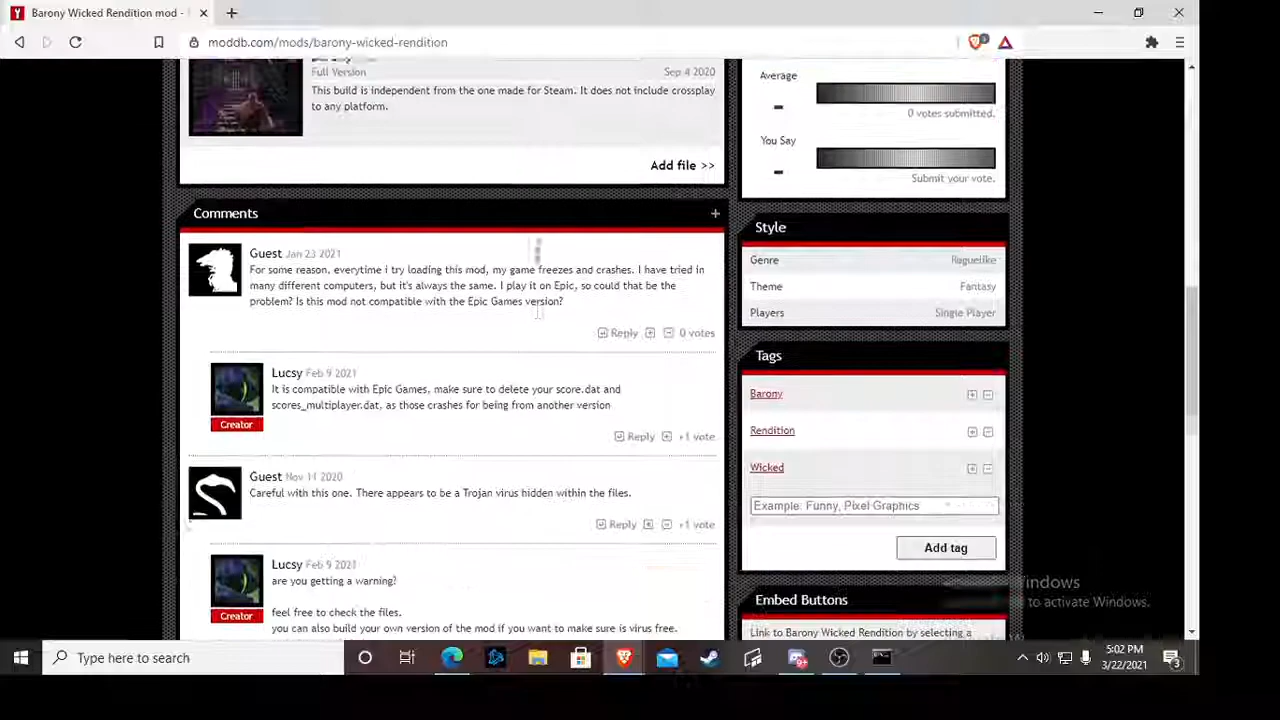 Barony Wicked Rendition mod -
moddb.com/mods/barony-wicked-rendition
Full Version
Sep 4 2020
This build is independent from the one made for Steam. It does not include crossplay
to any platform.
Add file >>
Average
0 votes submitted.
You Say
Submit your vote.
Comments
Guest Jan 23 2021
For some reason, everytime i try loading this mod, my game freezes and crashes. I have tried in
many different computers, but it's always the same. I play it on Epic, so could that be the
problem? Is this mod not compatible with the Epic Games version?
Reply 0 votes
Lucsy Feb 9 2021
It is compatible with Epic Games, make sure to delete your score.dat and
scores_multiplayer.dat, as those crashes for being from another version
Creator
Reply +1 vote
Guest Nov 11 2020
Careful with this one. There appears to be a Trojan virus hidden within the files.
Reply +1 vote
Lucsy Feb 9 2021
are you getting a warning?
feel free to check the files.
Creator
you can also build your own version of the mod if you want to make sure is virus free.
Style
Genre Roguelike
Theme Fantasy
Players Single Player
Tags
Barony
Rendition
Wicked
Example: Funny, Pixel Graphics
Add tag
Windows
to activate Windows.
Embed Buttons
Link to Barony Wicked Rendition by selecting a
Type here to search
9+
5:02 PM
3/22/2021
3